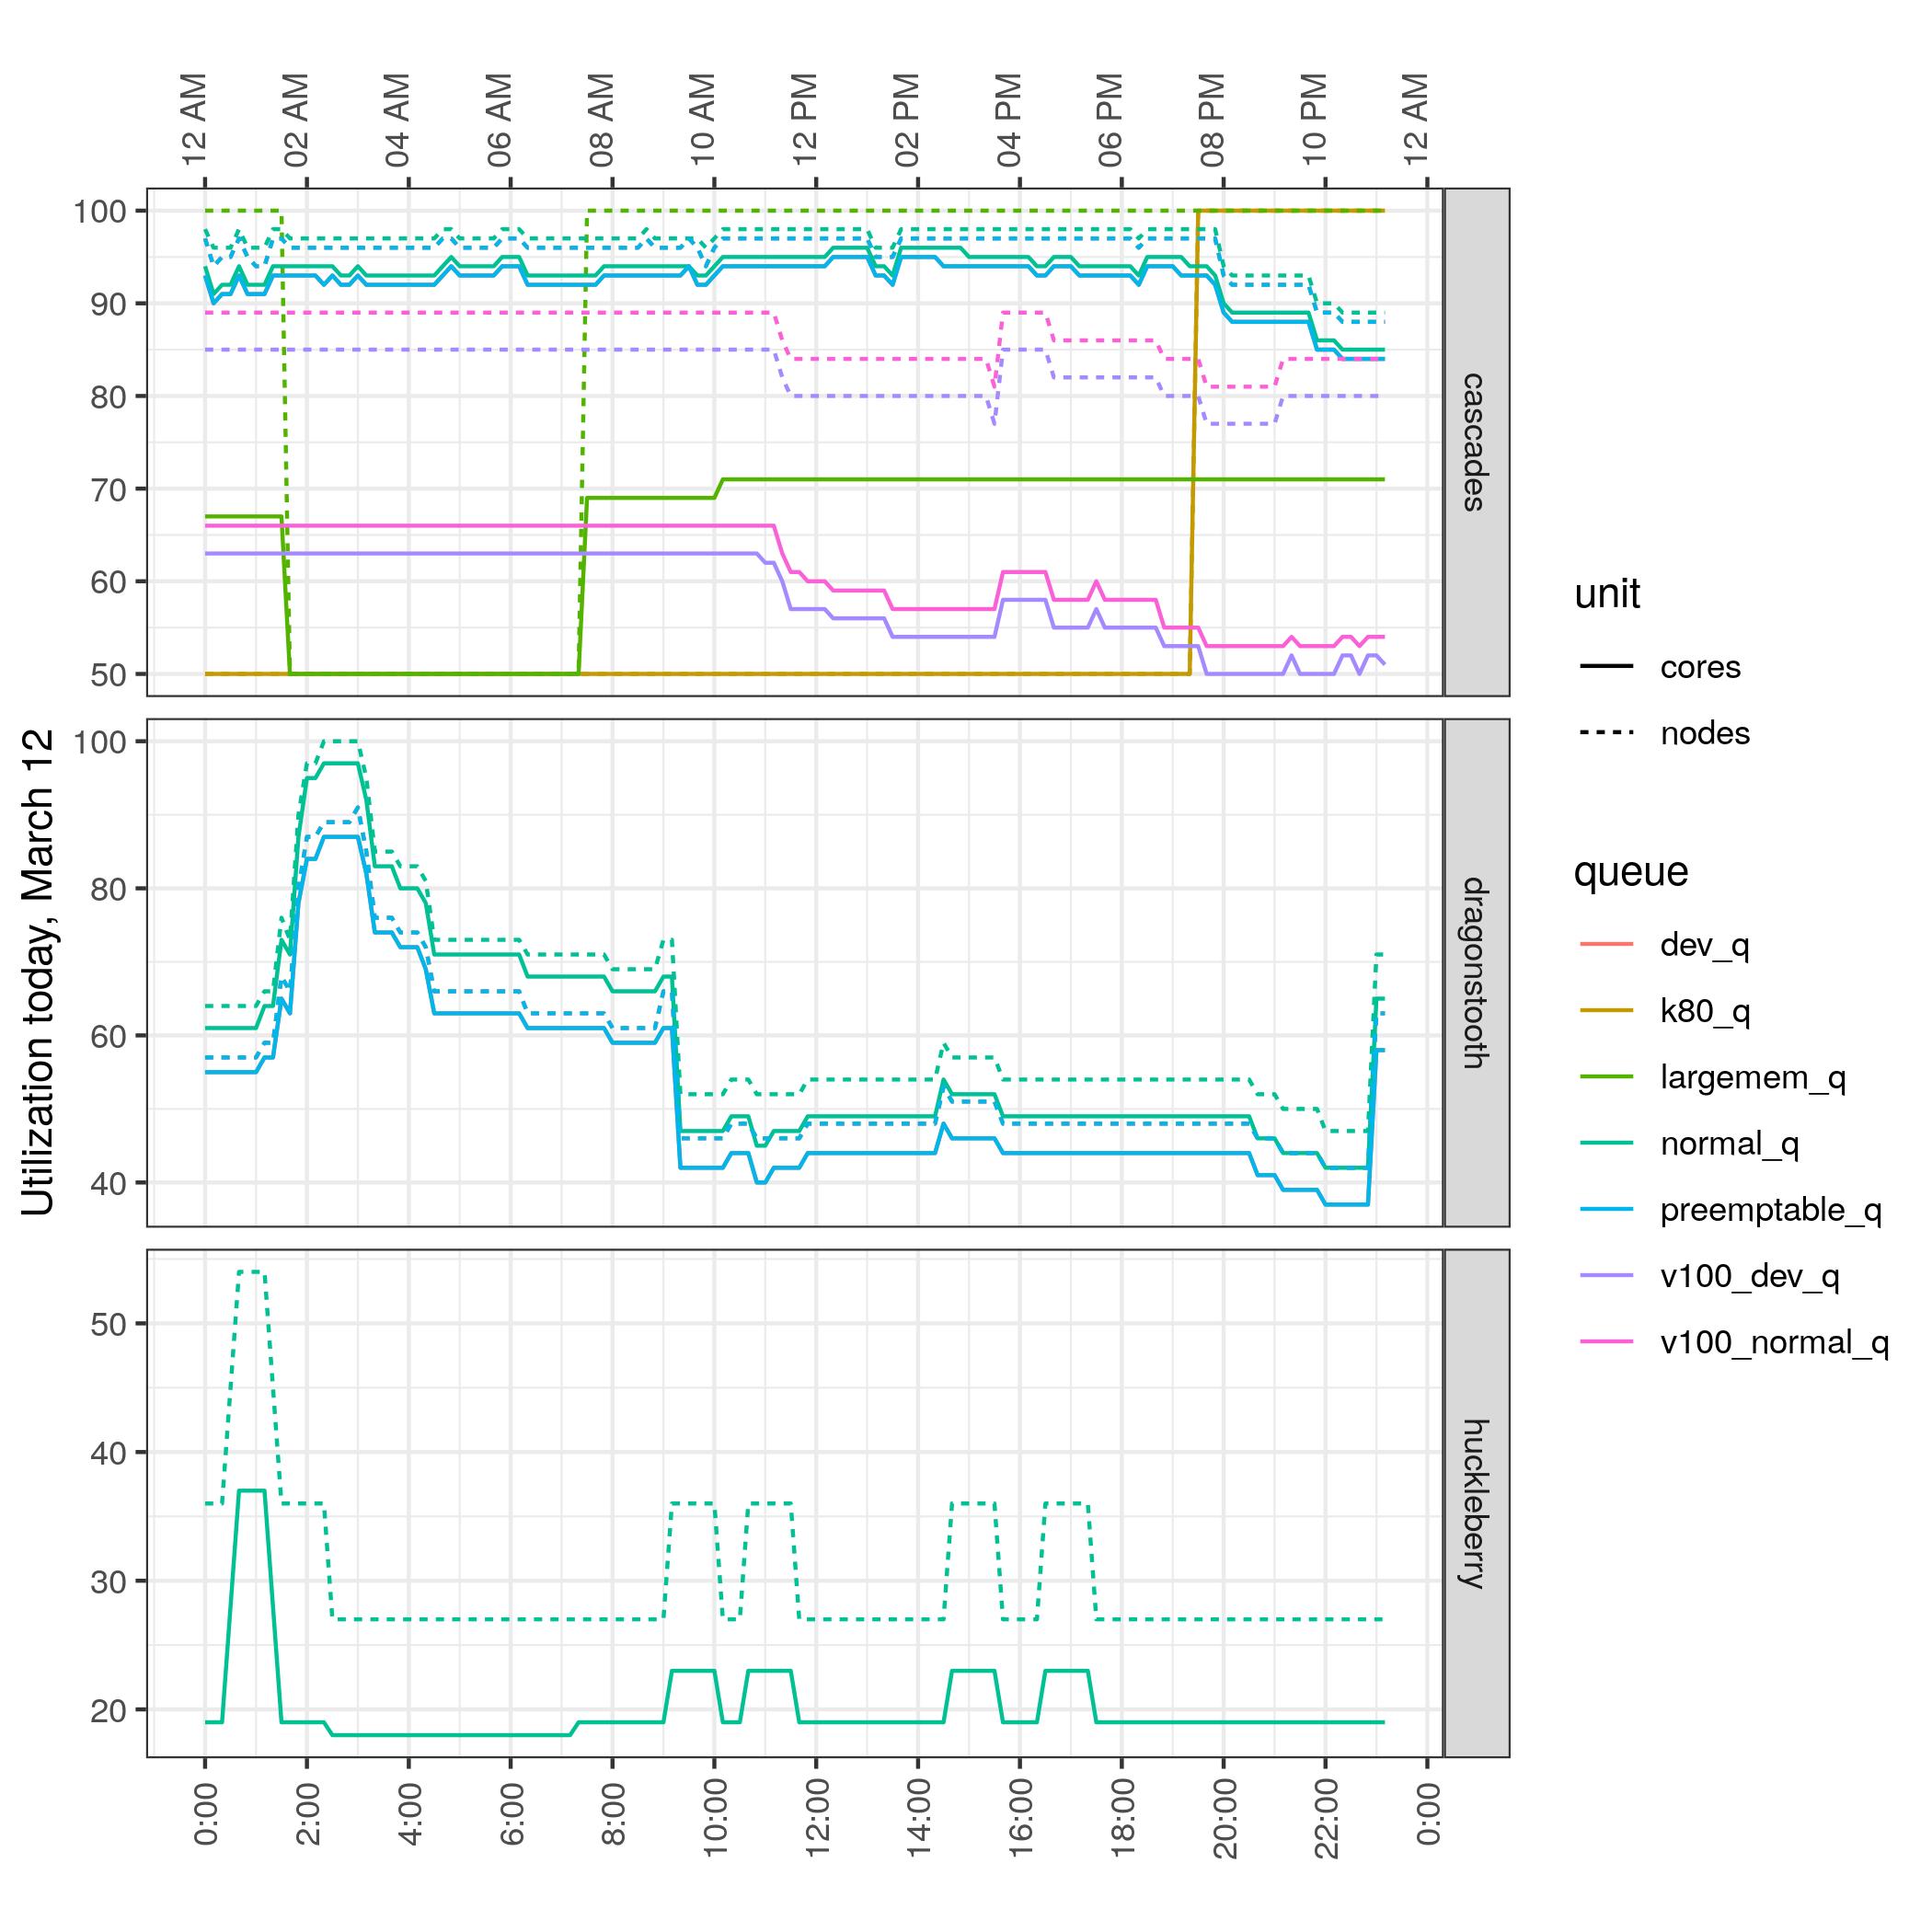 12 AM
02 AM
04 AM
06 AM
08 AM
10 AM
12 PM
02 PM
04 PM
06 PM
08 PM
10 PM
12 AM
Utilization today, March 12
100
90
80
70
60
50
cascades
100
80
60
40
dragonstooth
50
40
30
20
huckleberry
0:00
2:00
4:00
6:00
8:00
10:00
12:00
14:00
16:00
18:00
20:00
22:00
0:00
unit
cores
nodes
queue
dev_q
k80_q
largemem_q
normal_q
preemptable_q
v100_dev_q
v100_normal_q